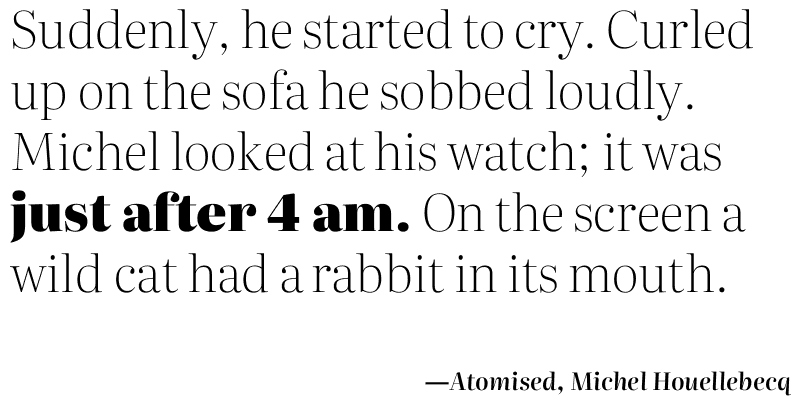 Suddenly, he started to cry. Curled
up on the sofa he sobbed loudly.
Michel looked at his watch; it was
just after 4 am. On the screen a
wild cat had a rabbit in its mouth.
—Atomised, Michel Houellebecq